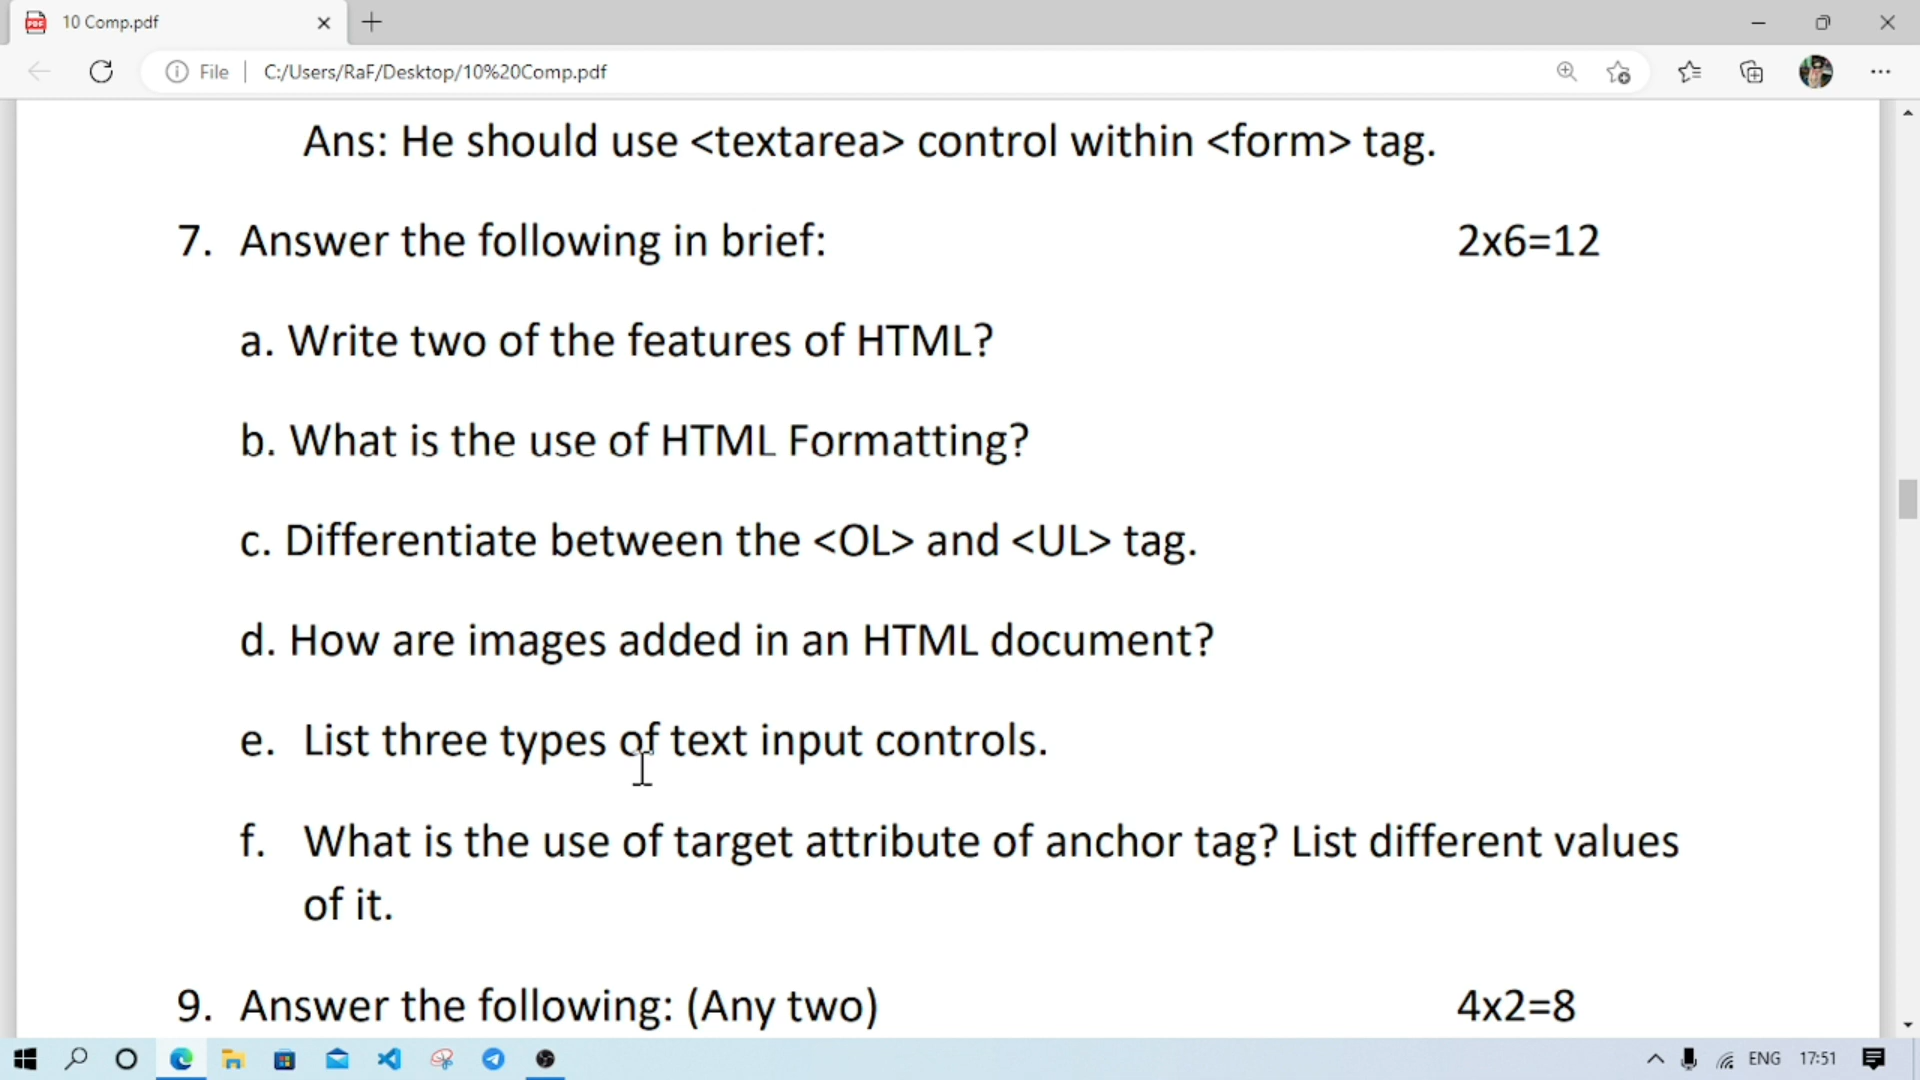 10 Comp.pdf
File
C:/Users/RaF/Desktop/10%20Comp.pdf
Ans: He should use <textarea> control within <form> tag.
7. Answer the following in brief: 2x6=12
a. Write two of the features of HTML?
b. What is the use of HTML Formatting?
c. Differentiate between the <OL> and <UL> tag.
d. How are images added in an HTML document?
e. List three types of text input controls.
f. What is the use of target attribute of anchor tag? List different values
of it.
9. Answer the following: (Any two) 4x2=8
ENG 17:51